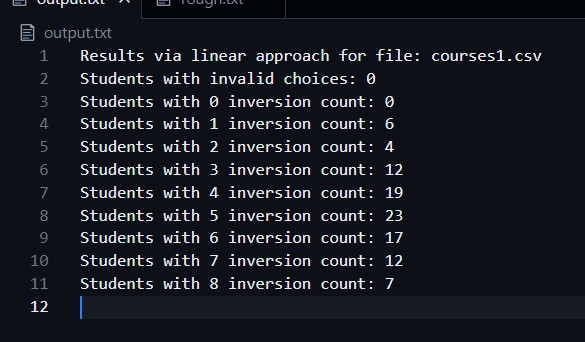 output.txt rough.txt
output.txt
1 Results via linear approach for file: courses1.csv
2 Students with invalid choices: 0
3 Students with 0 inversion count: 0
4 Students with 1 inversion count: 6
5 Students with 2 inversion count: 4
6 Students with 3 inversion count: 12
7 Students with 4 inversion count: 19
8 Students with 5 inversion count: 23
9 Students with 6 inversion count: 17
10 Students with 7 inversion count: 12
11 Students with 8 inversion count: 7
12